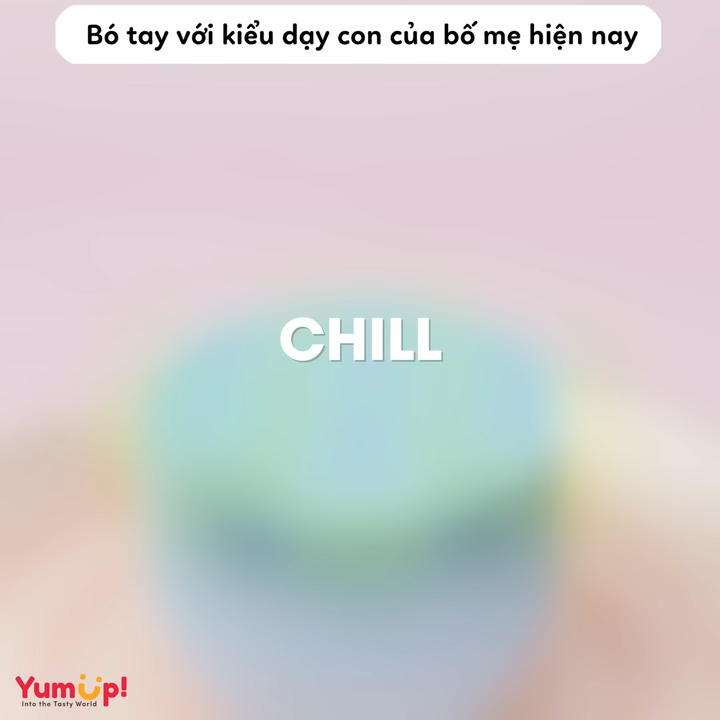 Bó tay với kiểu dạy con của bố mẹ hiện nay
CHILL
YumUp!
Into the Tasty World